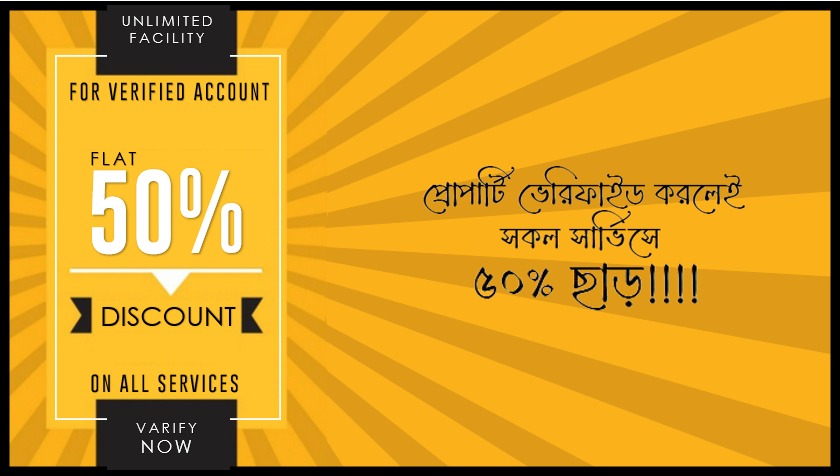 UNLIMITED
FACILITY
FOR VERIFIED ACCOUNT
FLAT
50%
DISCOUNT
ON ALL SERVICES
VARIFY
NOW
প্রোপার্টি ভেরিফাইড করলেই
সকল সার্ভিসে
৫০% ছাড়!!!!